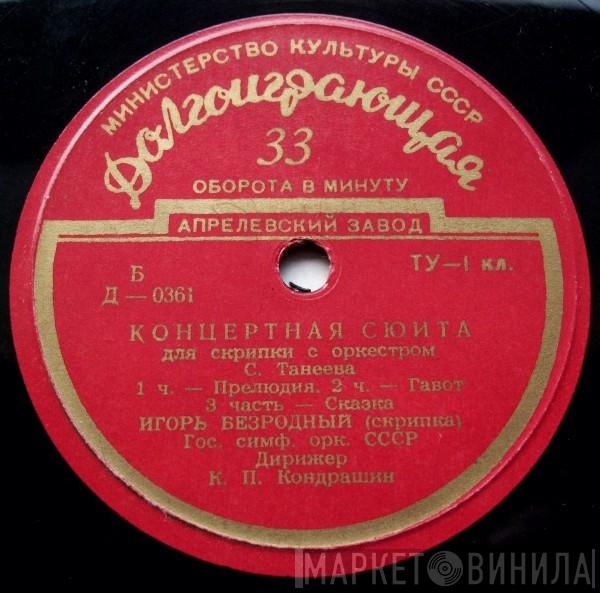 МИНИСТЕРСТВО КУЛЬТУРЫ СССР
Долгоиграющая
33
ОБОРОТА В МИНУТУ
АПРЕЛЕВСКИЙ ЗАВОД
Б
Д—0361
ТУ—I кл.
КОНЦЕРТНАЯ СЮИТА
для скрипки с оркестром
С. Танеева
1 ч. — Прелюдия. 2 ч. — Гавот
3 часть — Сказка
ИГОРЬ БЕЗРОДНЫЙ (скрипка)
Гос. симф. орк. СССР
Дирижер
К. П. Кондрашин
МАРКЕТ ВИНИЛА